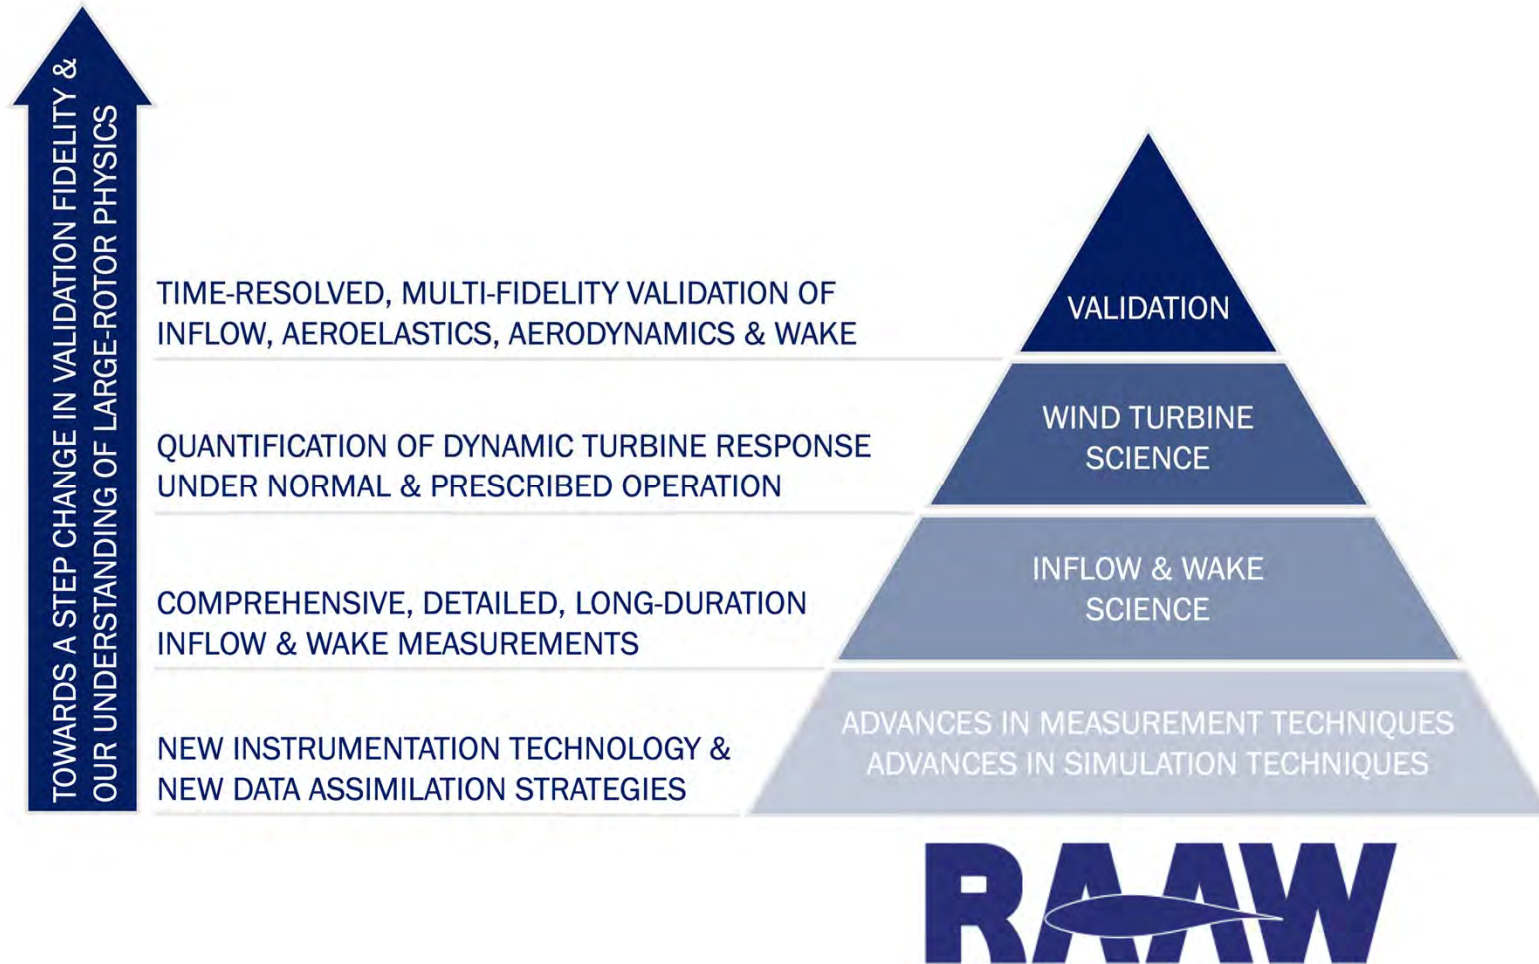 TOWARDS A STEP CHANGE IN VALIDATION FIDELITY &
OUR UNDERSTANDING OF LARGE-ROTOR PHYSICS
TIME-RESOLVED, MULTI-FIDELITY VALIDATION OF
INFLOW, AEROELASTICS, AERODYNAMICS & WAKE
VALIDATION
QUANTIFICATION OF DYNAMIC TURBINE RESPONSE
UNDER NORMAL & PRESCRIBED OPERATION
WIND TURBINE
SCIENCE
COMPREHENSIVE, DETAILED, LONG-DURATION
INFLOW & WAKE MEASUREMENTS
INFLOW & WAKE
SCIENCE
NEW INSTRUMENTATION TECHNOLOGY &
NEW DATA ASSIMILATION STRATEGIES
ADVANCES IN MEASUREMENT TECHNIQUES
ADVANCES IN SIMULATION TECHNIQUES
RAAW